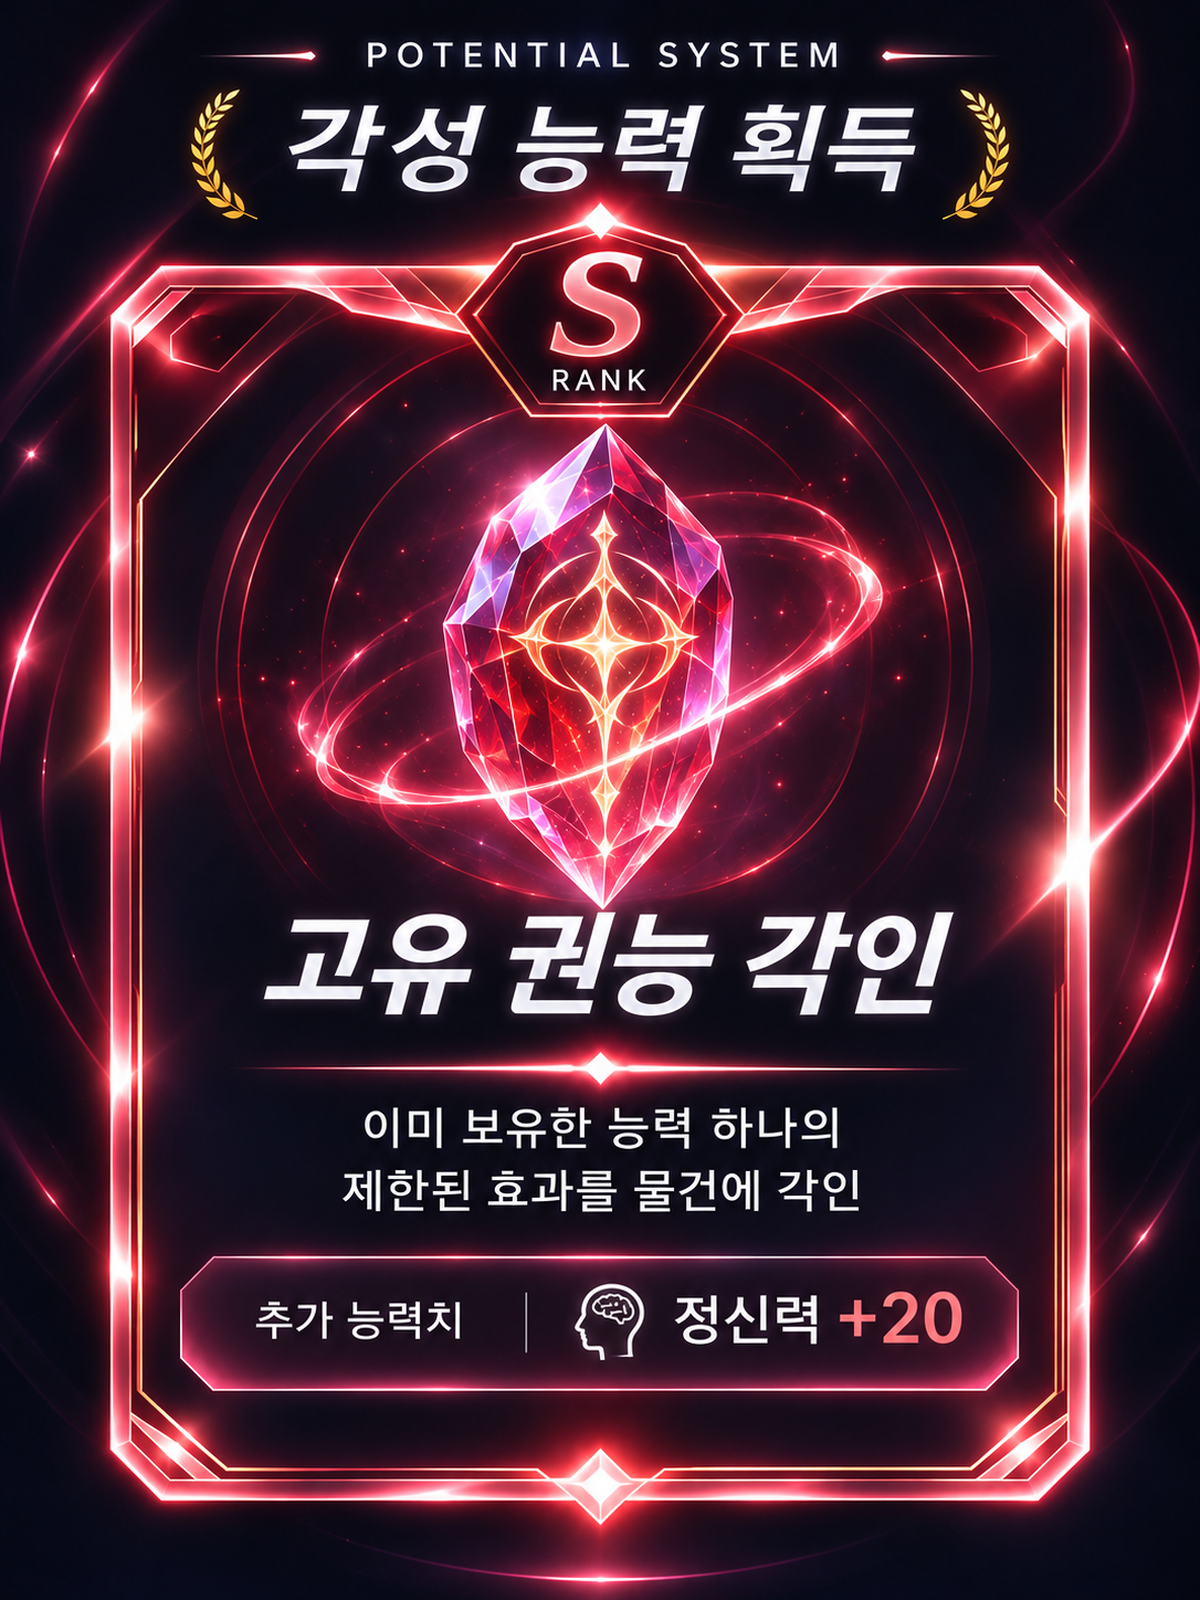 POTENTIAL SYSTEM
각성 능력 획득
S
RANK
고유 권능 각인
이미 보유한 능력 하나의
제한된 효과를 물건에 각인
추가 능력치 정신력 +20